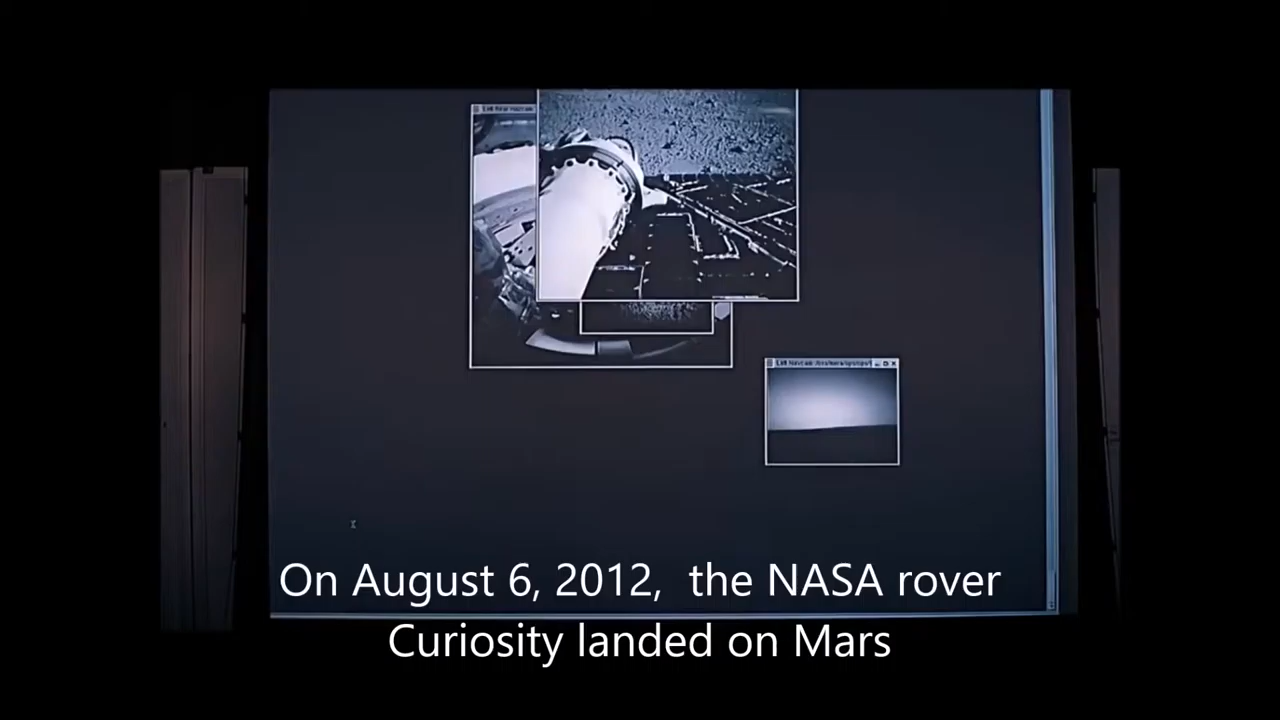 On August 6, 2012,  the NASA rover
Curiosity landed on Mars